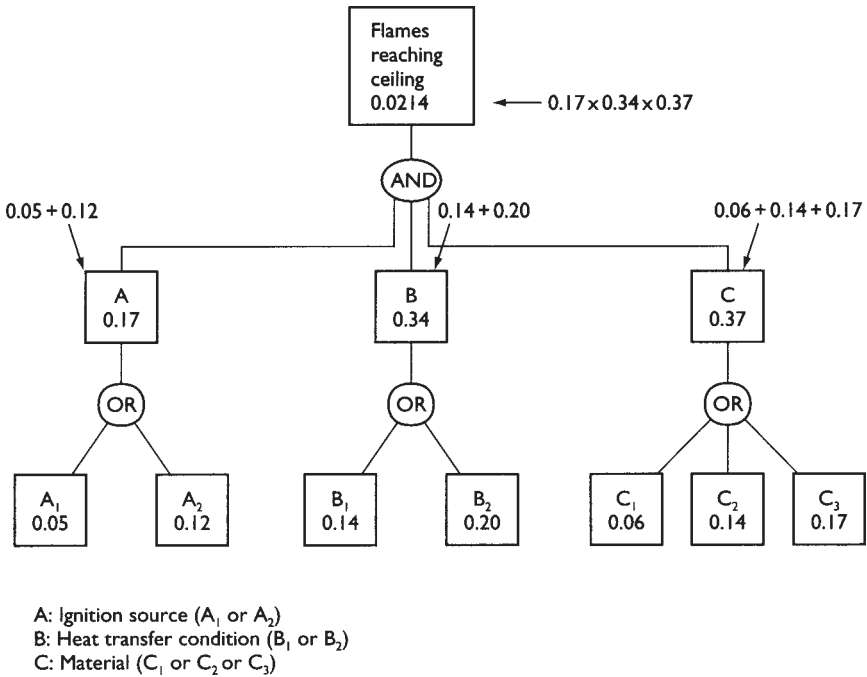 Flames
reaching
ceiling
0.0214
0.17 x 0.34 x 0.37
AND
0.05 + 0.12
0.14 + 0.20
0.06 + 0.14 + 0.17
A
0.17
B
0.34
C
0.37
OR
OR
OR
A₁
0.05
A₂
0.12
B₁
0.14
B₂
0.20
C₁
0.06
C₂
0.14
C₃
0.17
A: Ignition source (A₁ or A₂)
B: Heat transfer condition (B₁ or B₂)
C: Material (C₁ or C₂ or C₃)